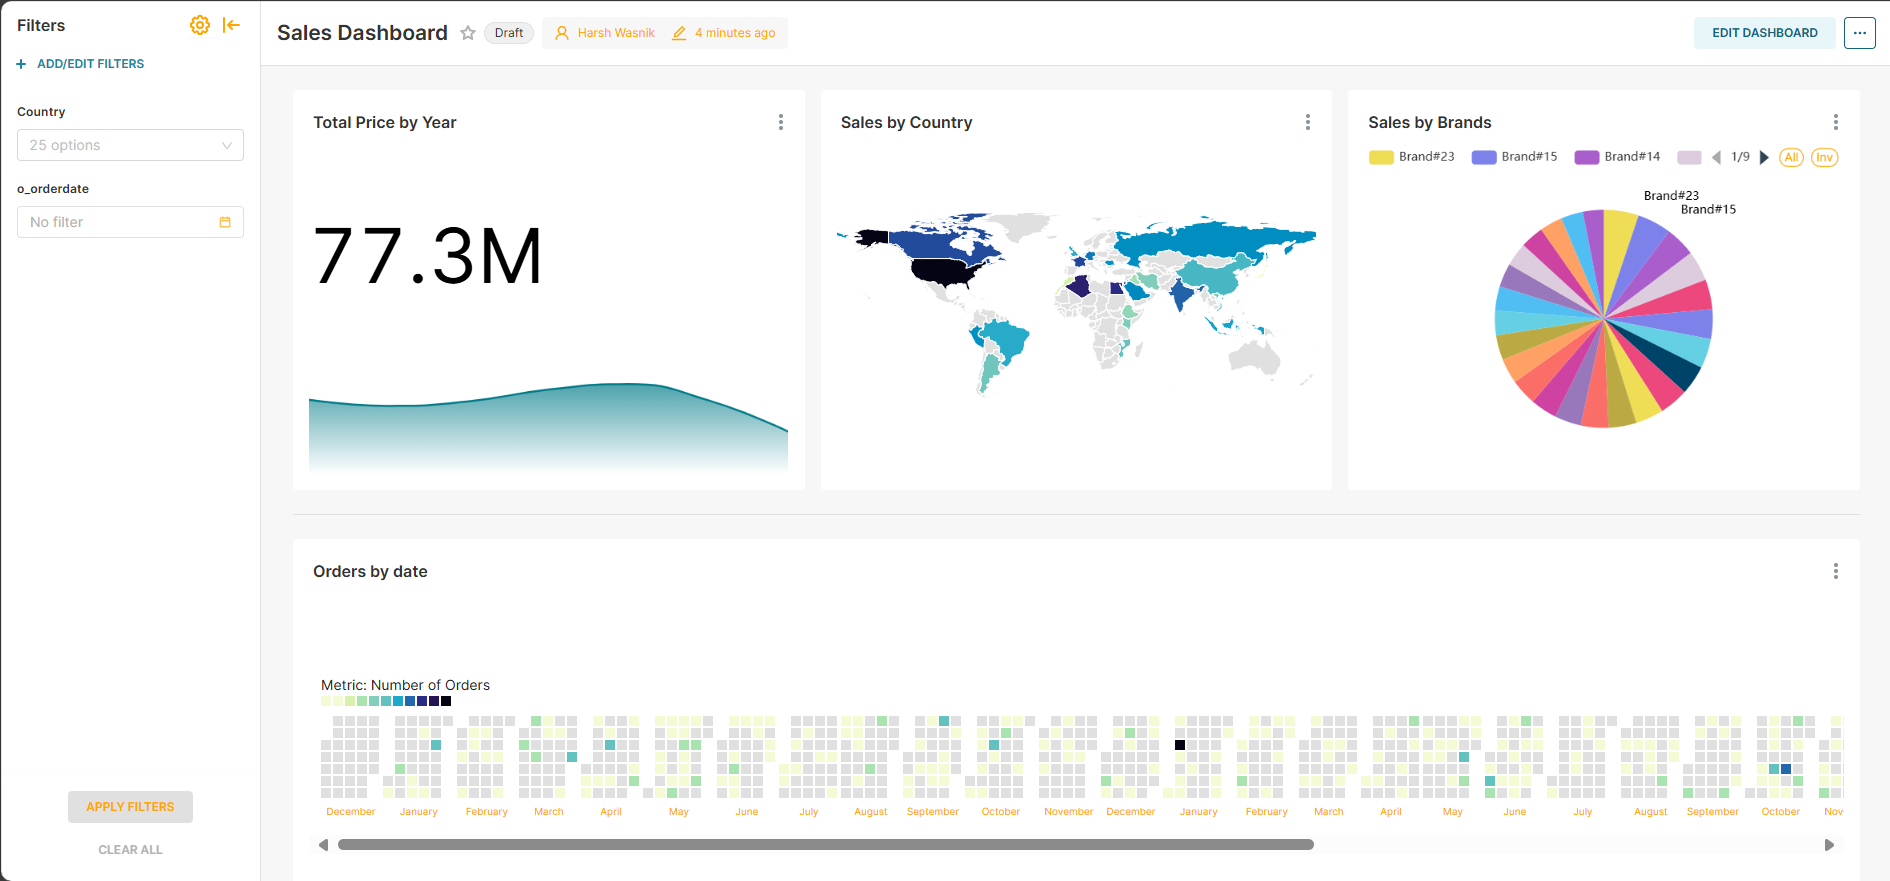 Filters
ADD/EDIT FILTERS
Country
25 options
o_orderdate
No filter
APPLY FILTERS
CLEAR ALL
Sales Dashboard
Draft
Harsh Wasnik
4 minutes ago
EDIT DASHBOARD
Total Price by Year
77.3M
Sales by Country
Sales by Brands
Brand#23 Brand#15 Brand#14 1/9 All Inv
Brand#23
Brand#15
Orders by date
Metric: Number of Orders
December January February March April May June July August September October November December January February March April May June July August September October Nov